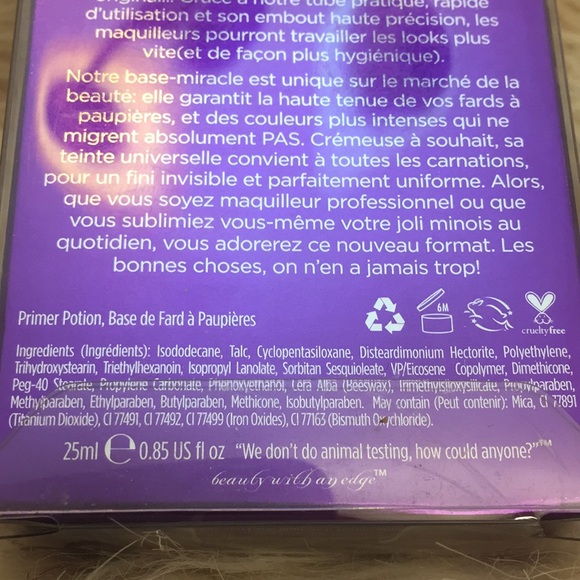 original... Grâce à notre tube pratique, rapide
d'utilisation et son embout haute précision, les
maquilleurs pourront travailler les looks plus
vite(et de façon plus hygiénique).
Notre base-miracle est unique sur le marché de la
beauté: elle garantit la haute tenue de vos fards à
paupières, et des couleurs plus intenses qui ne
migrent absolument PAS. Crémeuse à souhait, sa
teinte universelle convient à toutes les carnations,
pour un fini invisible et parfaitement uniforme. Alors,
que vous soyez maquilleur professionnel ou que
vous sublimiez vous-même votre joli minois au
quotidien, vous adorerez ce nouveau format. Les
bonnes choses, on n'en a jamais trop!
Primer Potion, Base de Fard à Paupières
6M
crueltyfree
Ingredients (Ingrédients): Isododecane, Talc, Cyclopentasiloxane, Disteardimonium Hectorite, Polyethylene,
Trihydroxystearin, Triethylhexanoin, Isopropyl Lanolate, Sorbitan Sesquioleate, VP/Eicosene Copolymer, Dimethicone,
Peg-40 Stearate, Propylene Carbonate, Phenoxyethanol, Cera Alba (Beeswax), Trimethylsiloxysilicate, Propylparaben,
Methylparaben, Ethylparaben, Butylparaben, Methicone, Isobutylparaben. May contain (Peut contenir): Mica, CI 77891
(Titanium Dioxide), CI 77491, CI 77492, CI 77499 (Iron Oxides), CI 77163 (Bismuth Oxychloride).
25ml ℮ 0.85 US fl oz "We don't do animal testing, how could anyone?"™
beauty with an edge™